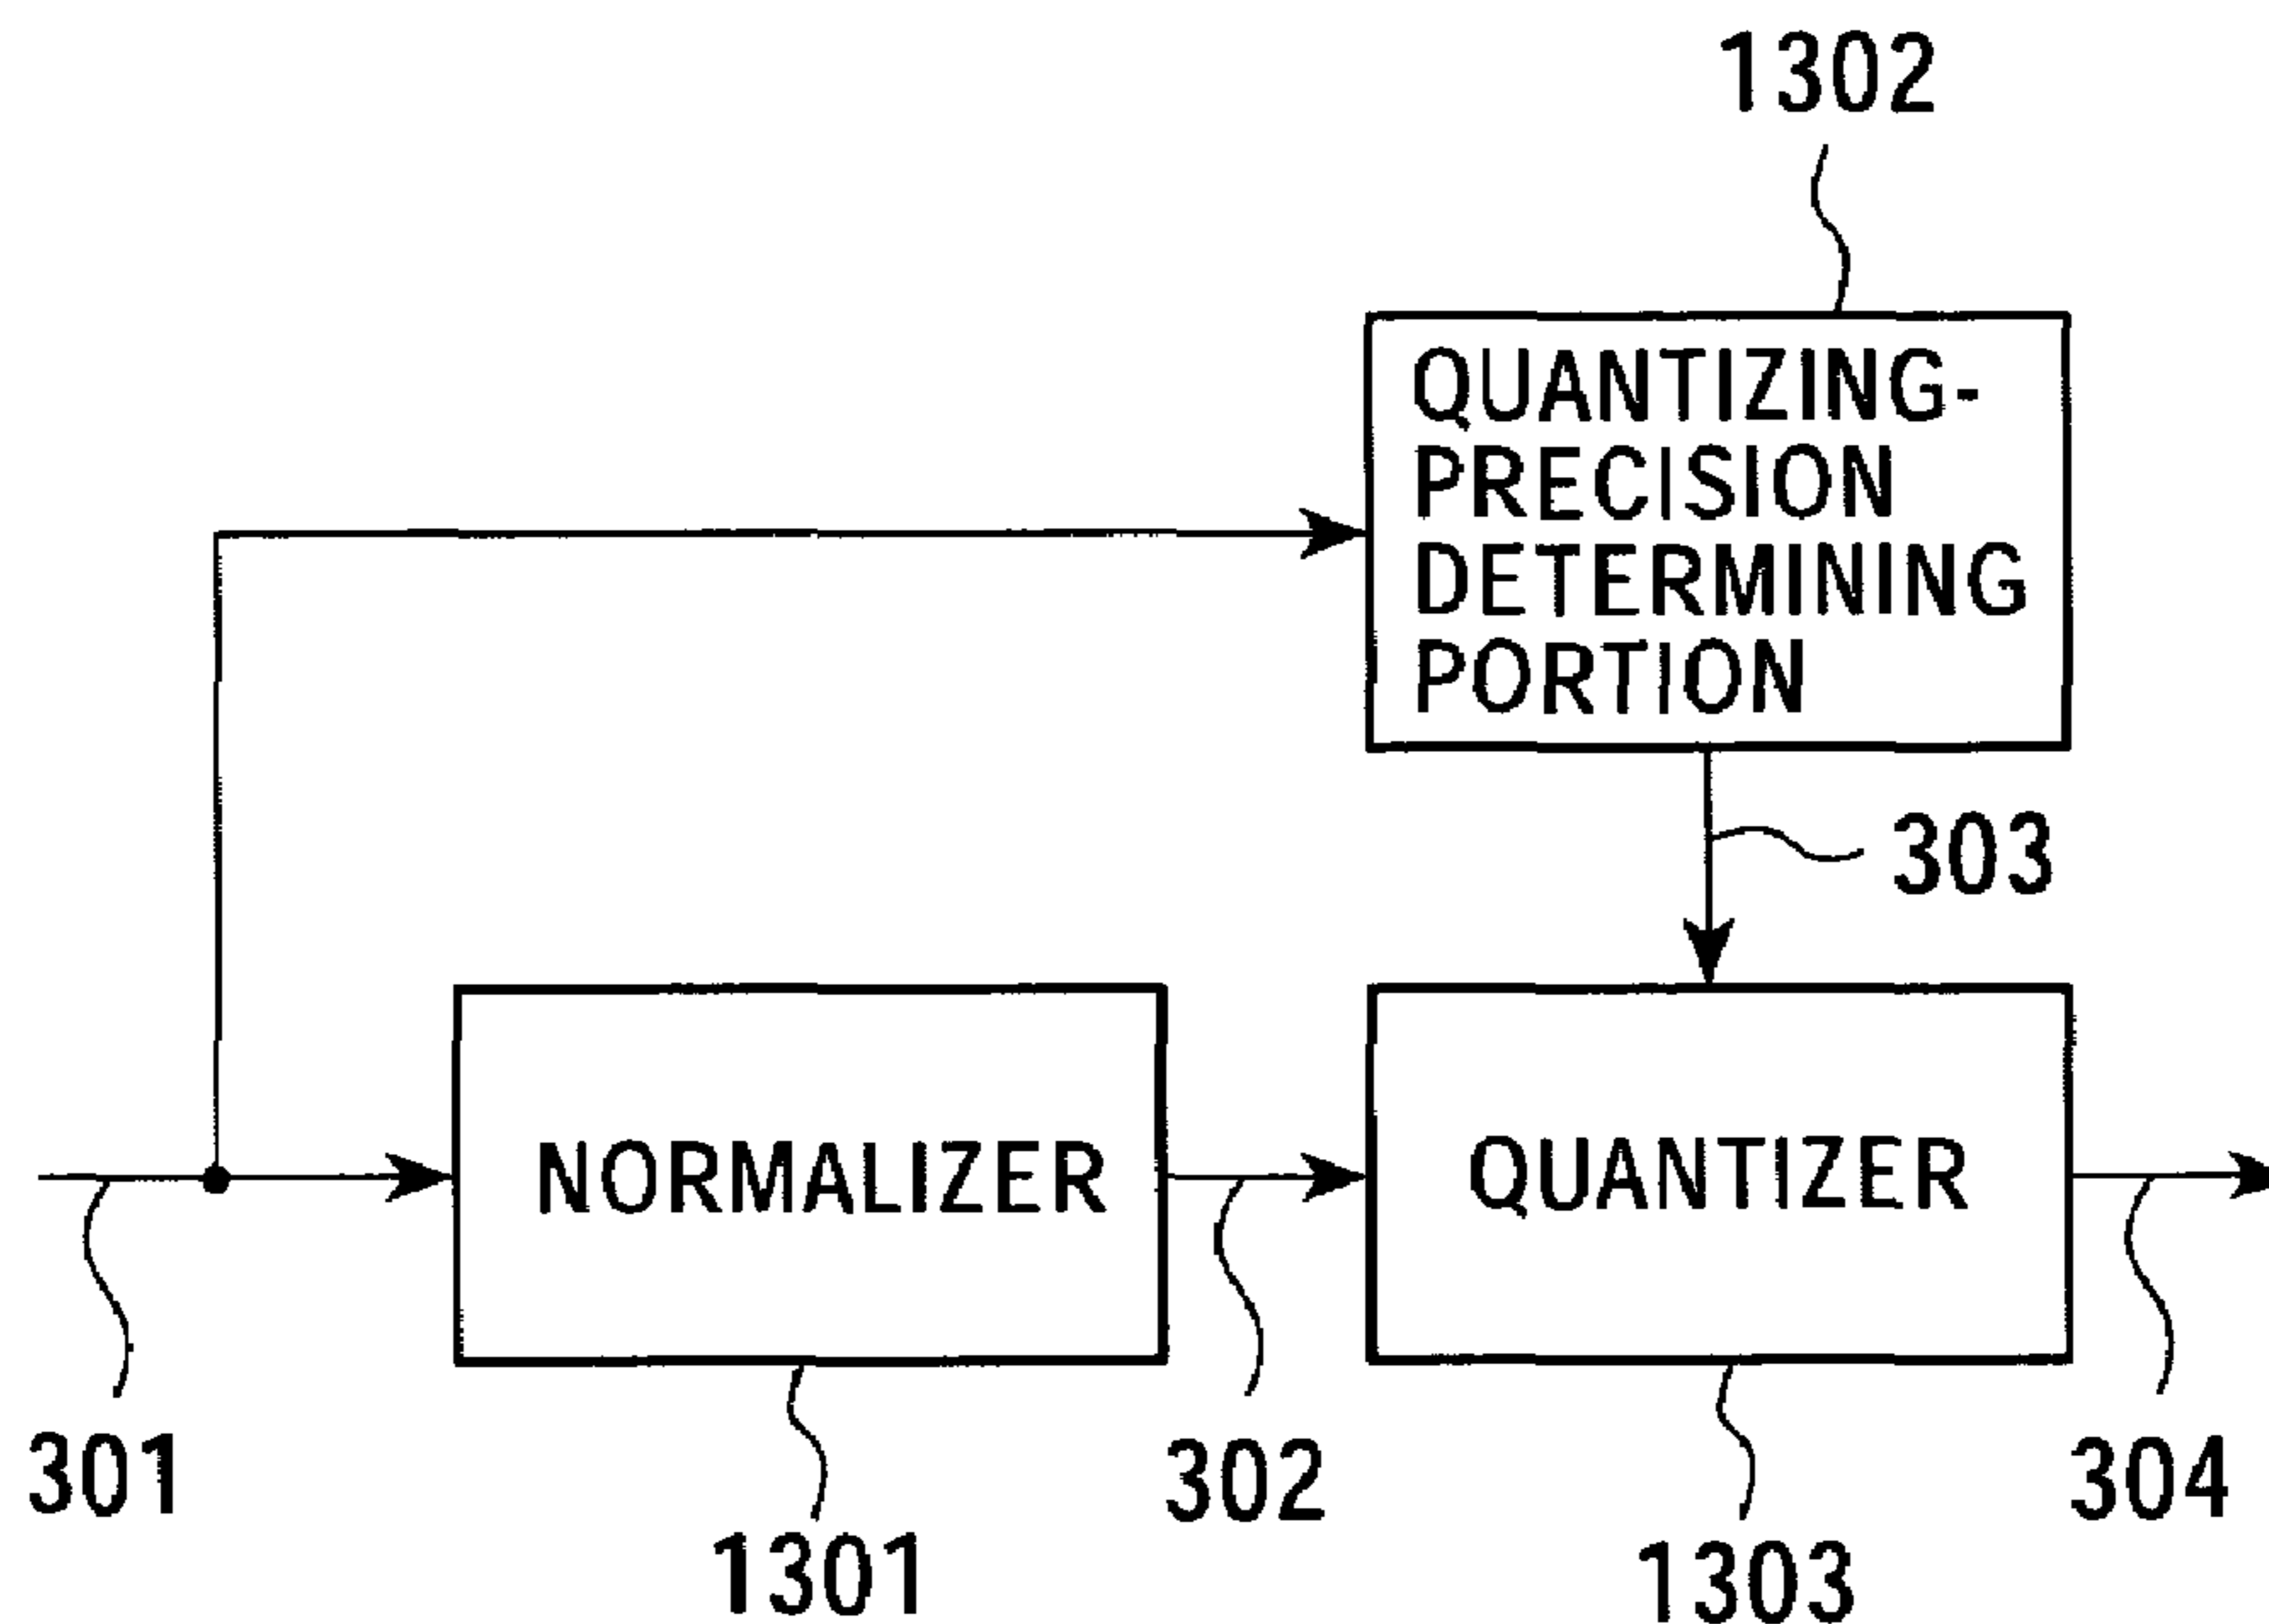 1302
QUANTIZING-
PRECISION
DETERMINING
PORTION
303
NORMALIZER
QUANTIZER
301
302
304
1301
1303